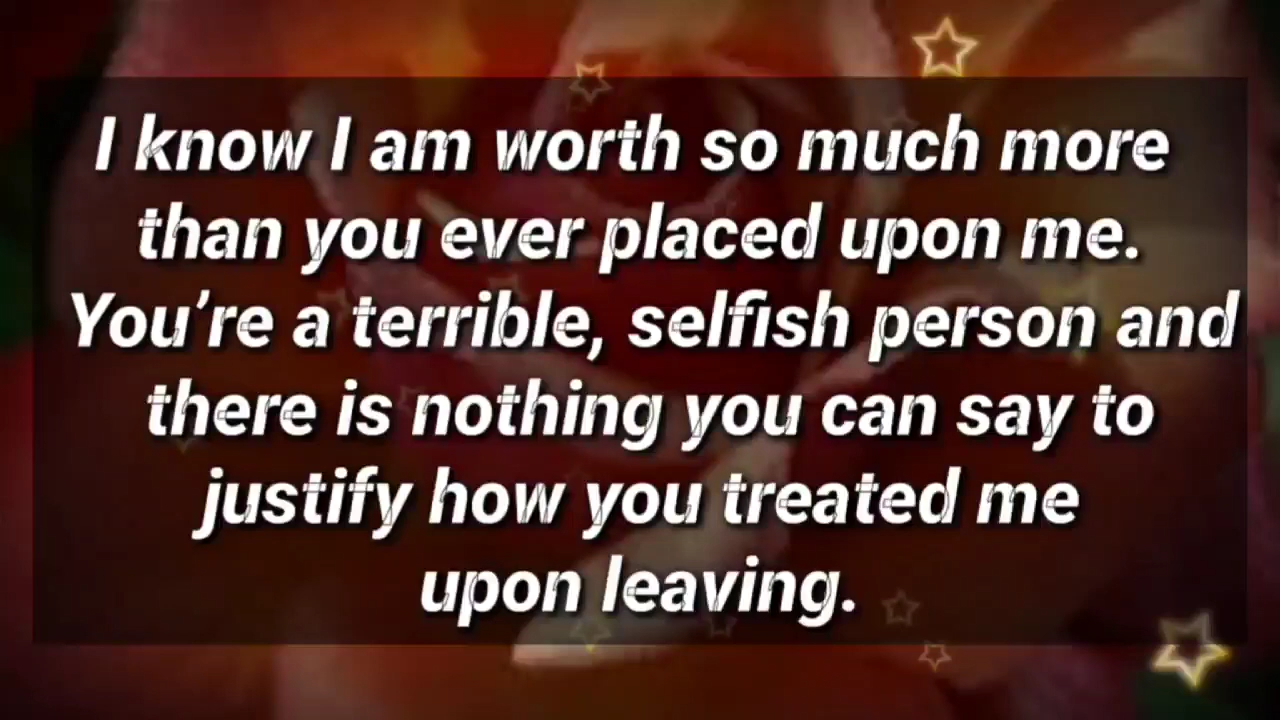 I know I am worth so much more
than you ever placed upon me.
You’re a terrible, selfish person and
there is nothing you can say to
justify how you treated me
upon leaving.